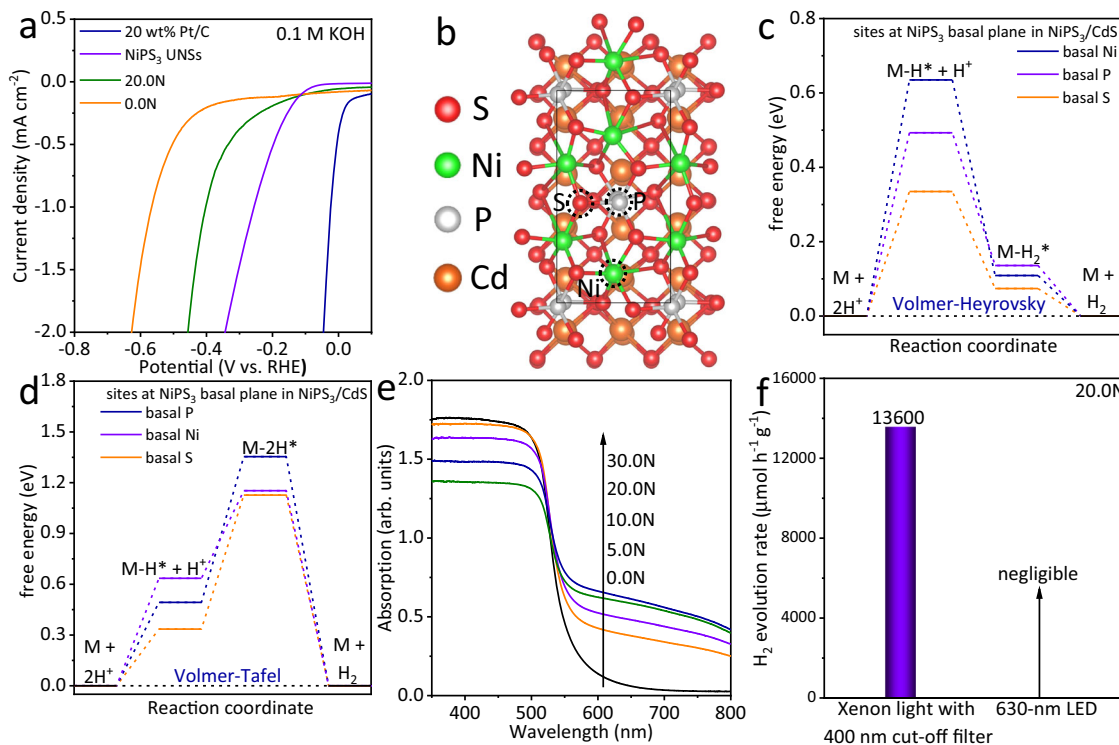 a
0.1 M KOH
20 wt% Pt/C
NiPS₃ UNSs
20.0N
0.0N
0.5
0.0
-0.5
-1.0
-1.5
-2.0
-0.8
-0.4
0.0
Current density (mA cm⁻²)
Potential (V vs. RHE)
b
S
Ni
P
Cd
S
P
Ni
c
sites at NiPS₃ basal plane in NiPS₃/CdS
basal Ni
basal P
basal S
M-H* + H⁺
M-H₂*
M +
2H⁺
M +
H₂
Volmer-Heyrovsky
0.8
0.6
0.4
0.2
0.0
free energy (eV)
Reaction coordinate
d
sites at NiPS₃ basal plane in NiPS₃/CdS
basal P
basal Ni
basal S
M-2H*
M-H* + H⁺
M +
2H⁺
M +
H₂
Volmer-Tafel
1.8
1.5
1.2
0.9
0.6
0.3
0.0
free energy (eV)
Reaction coordinate
e
30.0N
20.0N
10.0N
5.0N
0.0N
2.0
1.5
1.0
0.5
0.0
400
500
600
700
800
Absorption (arb. units)
Wavelength (nm)
f
20.0N
13600
negligible
16000
12000
8000
4000
0
H₂ evolution rate (μmol h⁻¹ g⁻¹)
Xenon light with
400 nm cut-off filter
630-nm LED